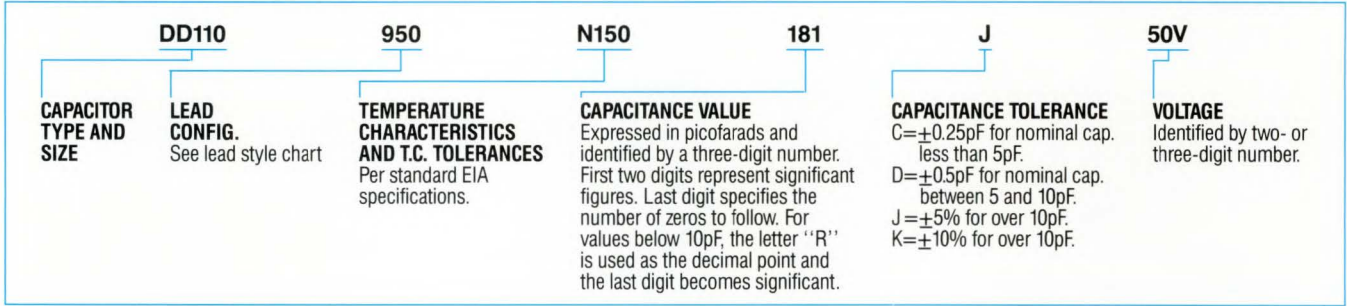 DD110 950 N150 181 J 50V
CAPACITOR
TYPE AND
SIZE
LEAD
CONFIG.
See lead style chart
TEMPERATURE
CHARACTERISTICS
AND T.C. TOLERANCES
Per standard EIA
specifications.
CAPACITANCE VALUE
Expressed in picofarads and
identified by a three-digit number.
First two digits represent significant
figures. Last digit specifies the
number of zeros to follow. For
values below 10pF, the letter ''R''
is used as the decimal point and
the last digit becomes significant.
CAPACITANCE TOLERANCE
C=±0.25pF for nominal cap.
less than 5pF.
D=±0.5pF for nominal cap.
between 5 and 10pF.
J=±5% for over 10pF.
K=±10% for over 10pF.
VOLTAGE
Identified by two- or
three-digit number.